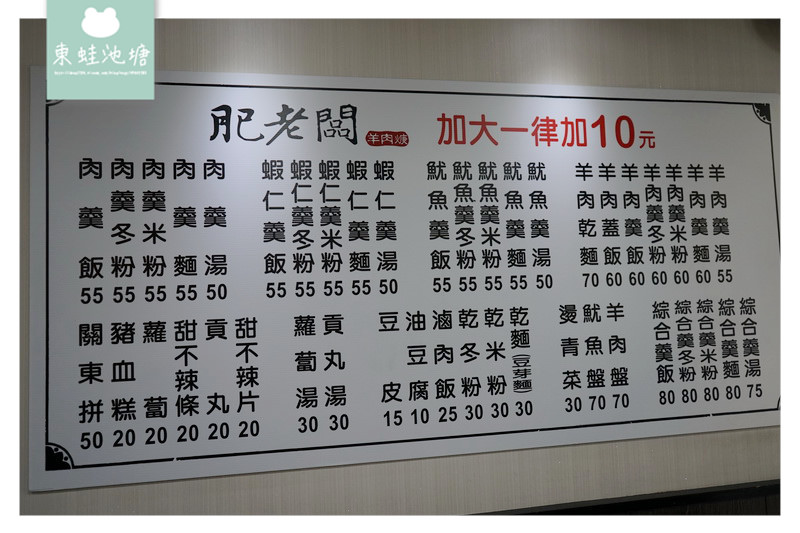 東蛙池塘
肥老闆 羊肉焿 加大一律加10元
肉羹飯 55
肉羹冬粉 55
肉羹米粉 55
肉羹麵 55
肉羹湯 50
蝦仁羹飯 55
蝦仁羹冬粉 55
蝦仁羹米粉 55
蝦仁羹麵 55
蝦仁羹湯 50
魷魚羹飯 55
魷魚羹冬粉 55
魷魚羹米粉 55
魷魚羹麵 55
魷魚羹湯 50
羊肉乾麵 70
羊肉蓋飯 60
羊肉羹飯 60
羊肉羹冬粉 60
羊肉羹米粉 60
羊肉羹麵 60
羊肉羹湯 55
關東拼 50
豬血糕 20
蘿蔔 20
甜不辣條 20
貢丸 20
甜不辣片 20
蘿蔔湯 30
貢丸湯 30
豆皮 15
油豆腐 10
滷肉飯 25
乾冬粉 30
乾米粉 30
乾麵(豆芽麵) 30
燙青菜 30
魷魚盤 70
羊肉盤 70
綜合羹飯 80
綜合羹冬粉 80
綜合羹米粉 80
綜合羹麵 80
綜合羹湯 75